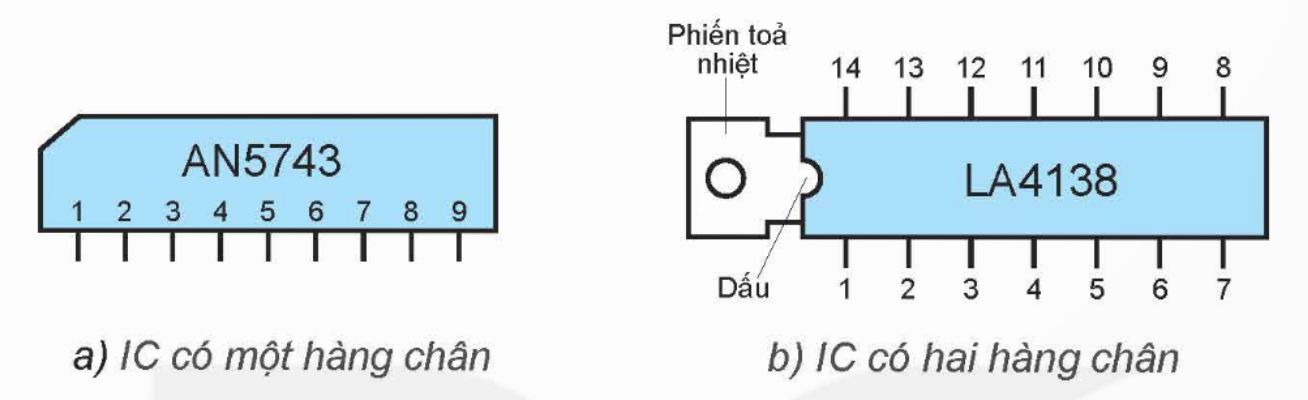 AN5743
1 2 3 4 5 6 7 8 9
a) IC có một hàng chân
Phiến toả
nhiệt
14 13 12 11 10 9 8
LA4138
Dấu
1 2 3 4 5 6 7
b) IC có hai hàng chân